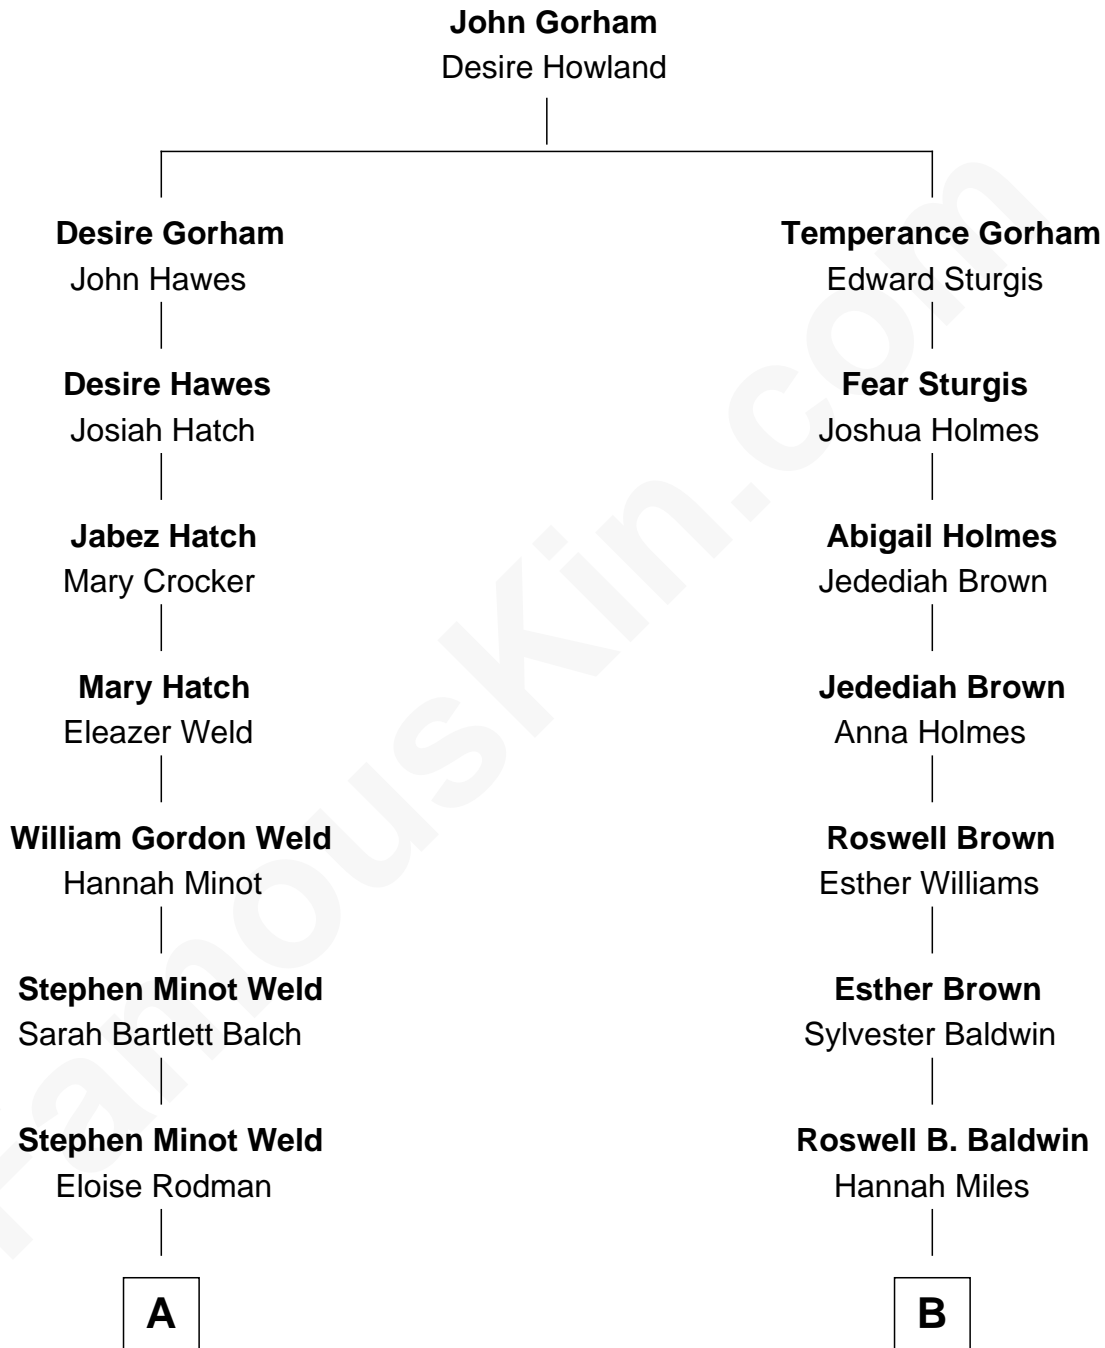 John Gorham
Desire Howland
Desire Gorham
John Hawes
Temperance Gorham
Edward Sturgis
Desire Hawes
Josiah Hatch
Fear Sturgis
Joshua Holmes
Jabez Hatch
Mary Crocker
Abigail Holmes
Jedediah Brown
Mary Hatch
Eleazer Weld
Jedediah Brown
Anna Holmes
William Gordon Weld
Hannah Minot
Roswell Brown
Esther Williams
Stephen Minot Weld
Sarah Bartlett Balch
Esther Brown
Sylvester Baldwin
Stephen Minot Weld
Eloise Rodman
Roswell B. Baldwin
Hannah Miles
A
B
FamousKin.com